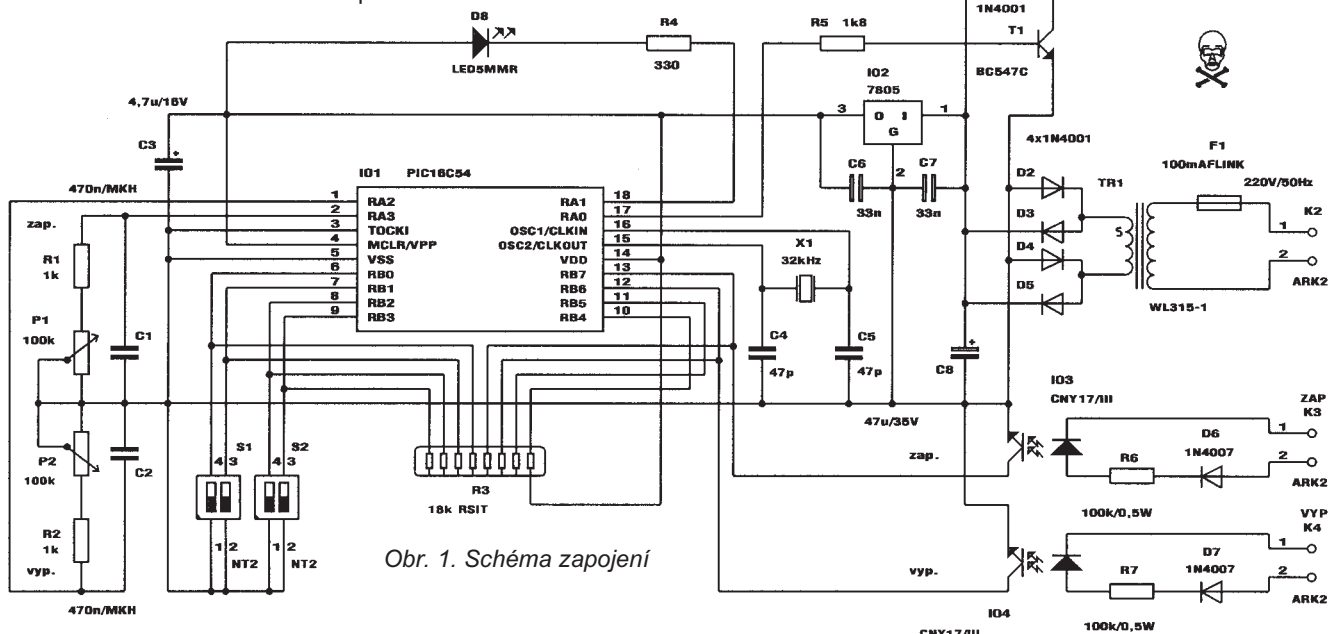 1N4001
D8
R4
R5 1k8
T1
LED5MMR
330
IO2
7805
BC547C
4,7u/16V
3
O I
G
1
4x1N4001
C3
C6
2
C7
F1
100mAFLINK
IO1 PIC16C54
470n/MKH
33n
33n
D2
TR1
220V/50Hz
1 RA2
RA1 18
2 RA3
RA0 17
3 TOCKI
OSC1/CLKIN 16
4 MCLR/VPP
OSC2/CLKOUT 15
5 VSS
VDD 14
6 RB0
RB7 13
7 RB1
RB6 12
8 RB2
RB5 11
9 RB3
RB4 10
zap.
R1
1k
X1
32kHz
D3
D4
D5
S
K2
1
2
ARK2
WL315-1
P1
100k
C1
C4
47p
C5
47p
C8
+
47u/35V
IO3
CNY17/III
ZAP
K3
1
D6
1N4007
2
ARK2
R6
100k/0,5W
zap.
P2
100k
C2
S1
4 3
S2
4 3
R3
18k RSIT
R2
1k
vyp.
1 2
NT2
1 2
NT2
Obr. 1. Schéma zapojení
470n/MKH
vyp.
VYP
K4
1
D7
1N4007
2
ARK2
R7
100k/0,5W
IO4
CNY17/III